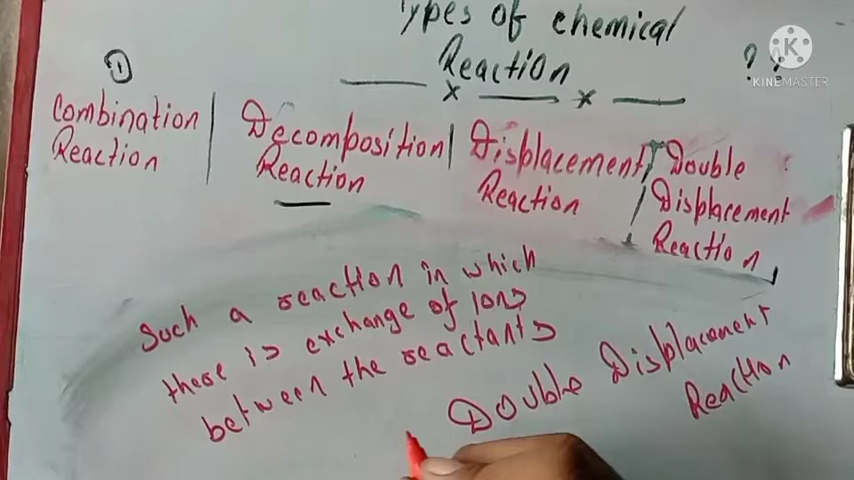 Types of chemical
Reaction ??
①
Combination
Reaction
Decomposition
Reaction
Displacement
Reaction
Double
Displacement
Reaction
Such a reaction in which
there is exchange of Ions
between the reactants
Double Displacement
Reaction
KINEMASTER